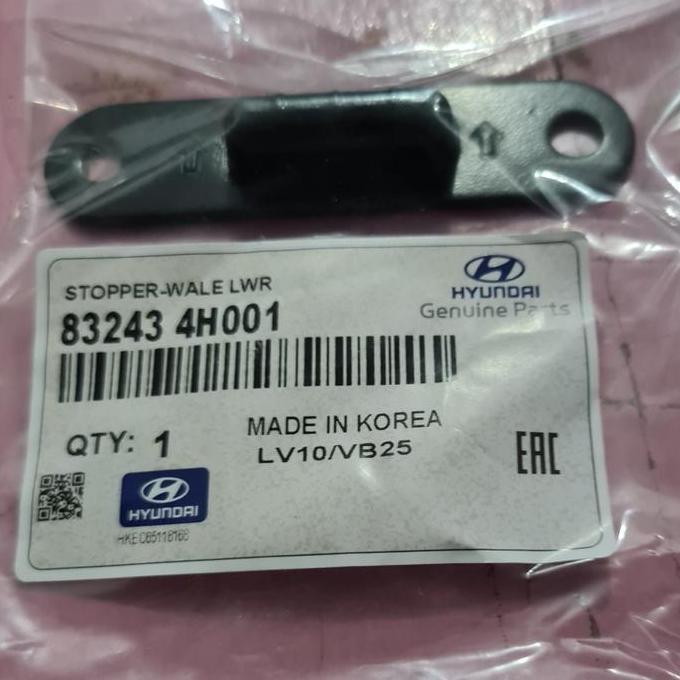 STOPPER-WALE LWR
83243 4H001
HYUNDAI
Genuine Parts
QTY: 1
MADE IN KOREA
LV10/VB25
EAC
HYUNDAI